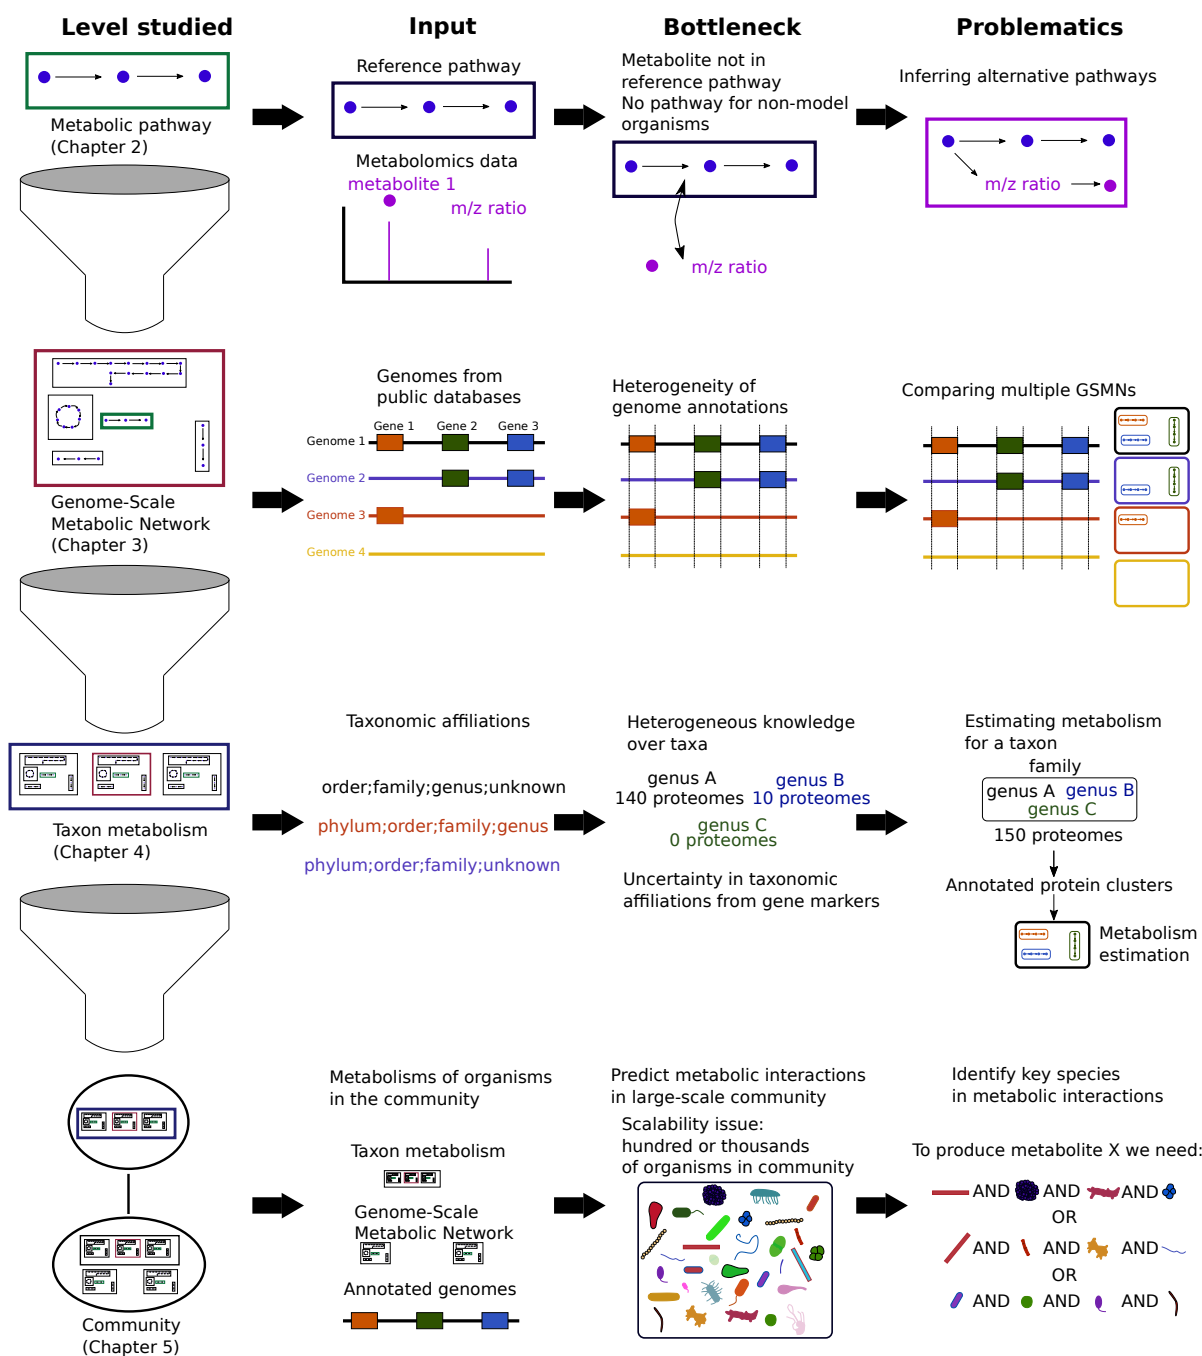 Level studied
Input
Bottleneck
Problematics
Metabolic pathway
(Chapter 2)
Reference pathway
Metabolomics data
metabolite 1
m/z ratio
Metabolite not in
reference pathway
No pathway for non-model
organisms
m/z ratio
Inferring alternative pathways
m/z ratio
Genome-Scale
Metabolic Network
(Chapter 3)
Genomes from
public databases
Gene 1 Gene 2 Gene 3
Genome 1
Genome 2
Genome 3
Genome 4
Heterogeneity of
genome annotations
Comparing multiple GSMNs
Taxon metabolism
(Chapter 4)
Taxonomic affiliations
order;family;genus;unknown
phylum;order;family;genus
phylum;order;family;unknown
Heterogeneous knowledge
over taxa
genus A
140 proteomes
genus B
10 proteomes
genus C
0 proteomes
Uncertainty in taxonomic
affiliations from gene markers
Estimating metabolism
for a taxon
family
genus A genus B
genus C
150 proteomes
Annotated protein clusters
Metabolism
estimation
Community
(Chapter 5)
Metabolisms of organisms
in the community
Taxon metabolism
Genome-Scale
Metabolic Network
Annotated genomes
Predict metabolic interactions
in large-scale community
Scalability issue:
hundred or thousands
of organisms in community
Identify key species
in metabolic interactions
To produce metabolite X we need:
AND AND AND
OR
AND AND AND
OR
AND AND AND